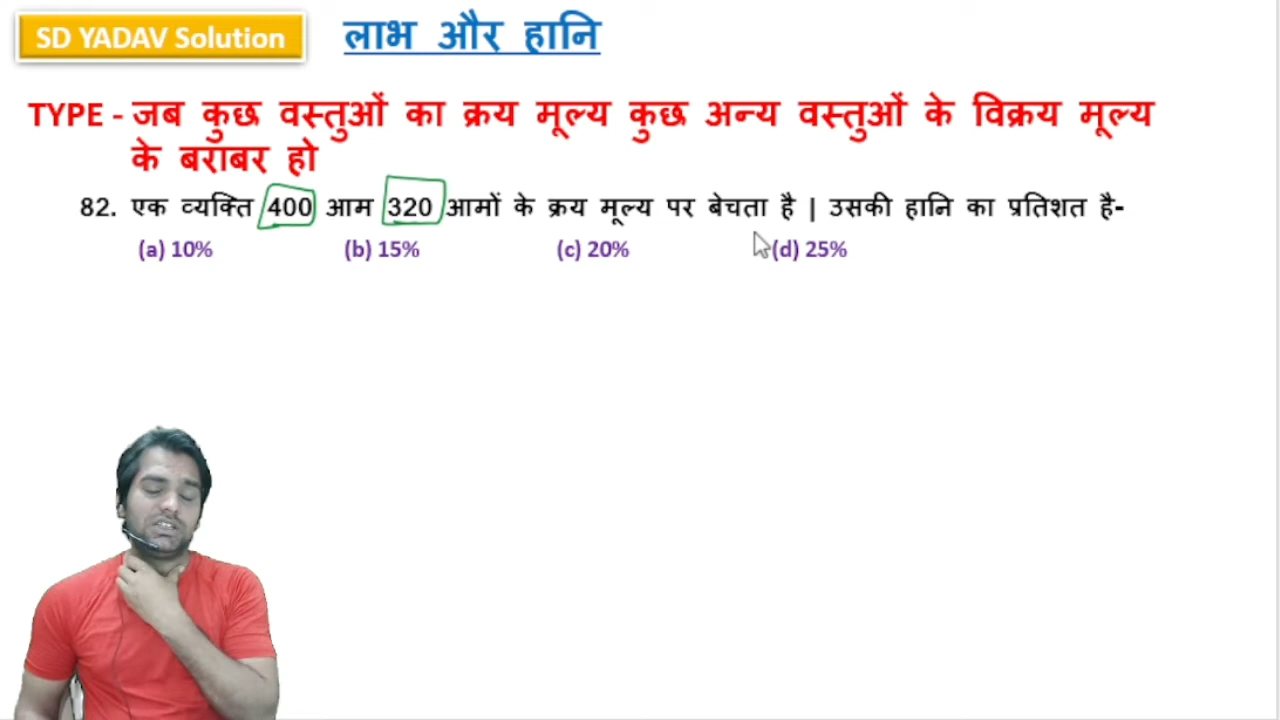 SD YADAV Solution
लाभ और हानि
TYPE - जब कुछ वस्तुओं का क्रय मूल्य कुछ अन्य वस्तुओं के विक्रय मूल्य
के बराबर हो
82. एक व्यक्ति 400 आम 320 आमों के क्रय मूल्य पर बेचता है | उसकी हानि का प्रतिशत है-
(a) 10% (b) 15% (c) 20% (d) 25%